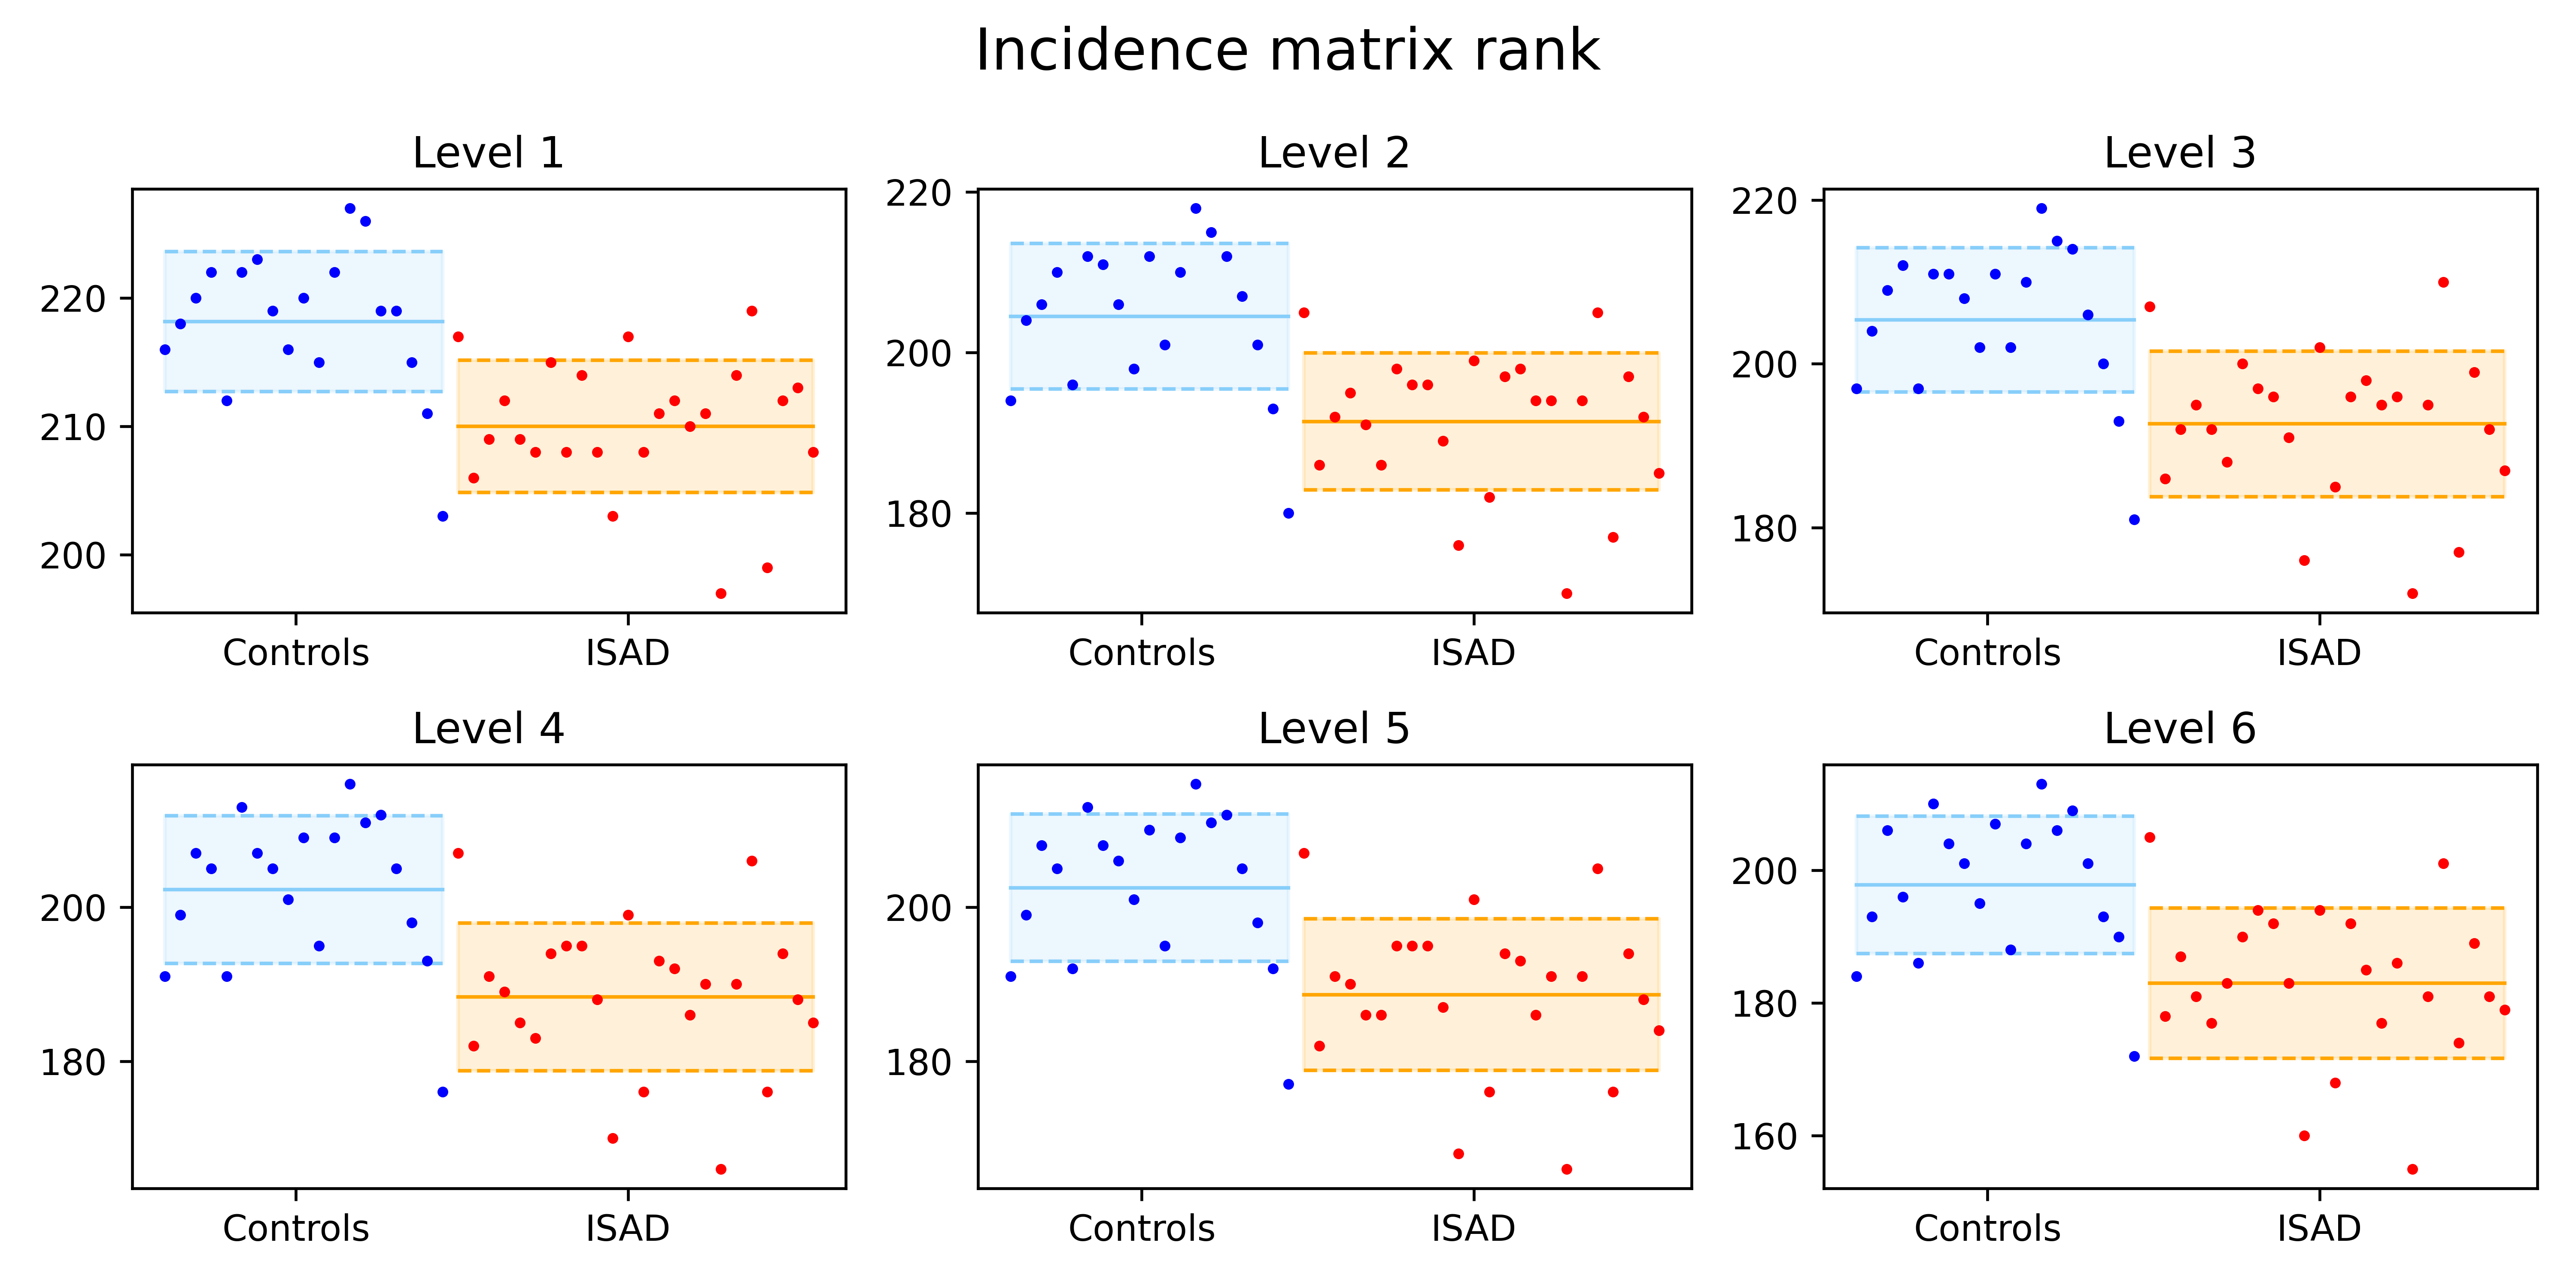 Incidence matrix rank
Level 1
220
210
200
Controls ISAD
Level 2
220
200
180
Controls ISAD
Level 3
220
200
180
Controls ISAD
Level 4
200
180
Controls ISAD
Level 5
200
180
Controls ISAD
Level 6
200
180
160
Controls ISAD